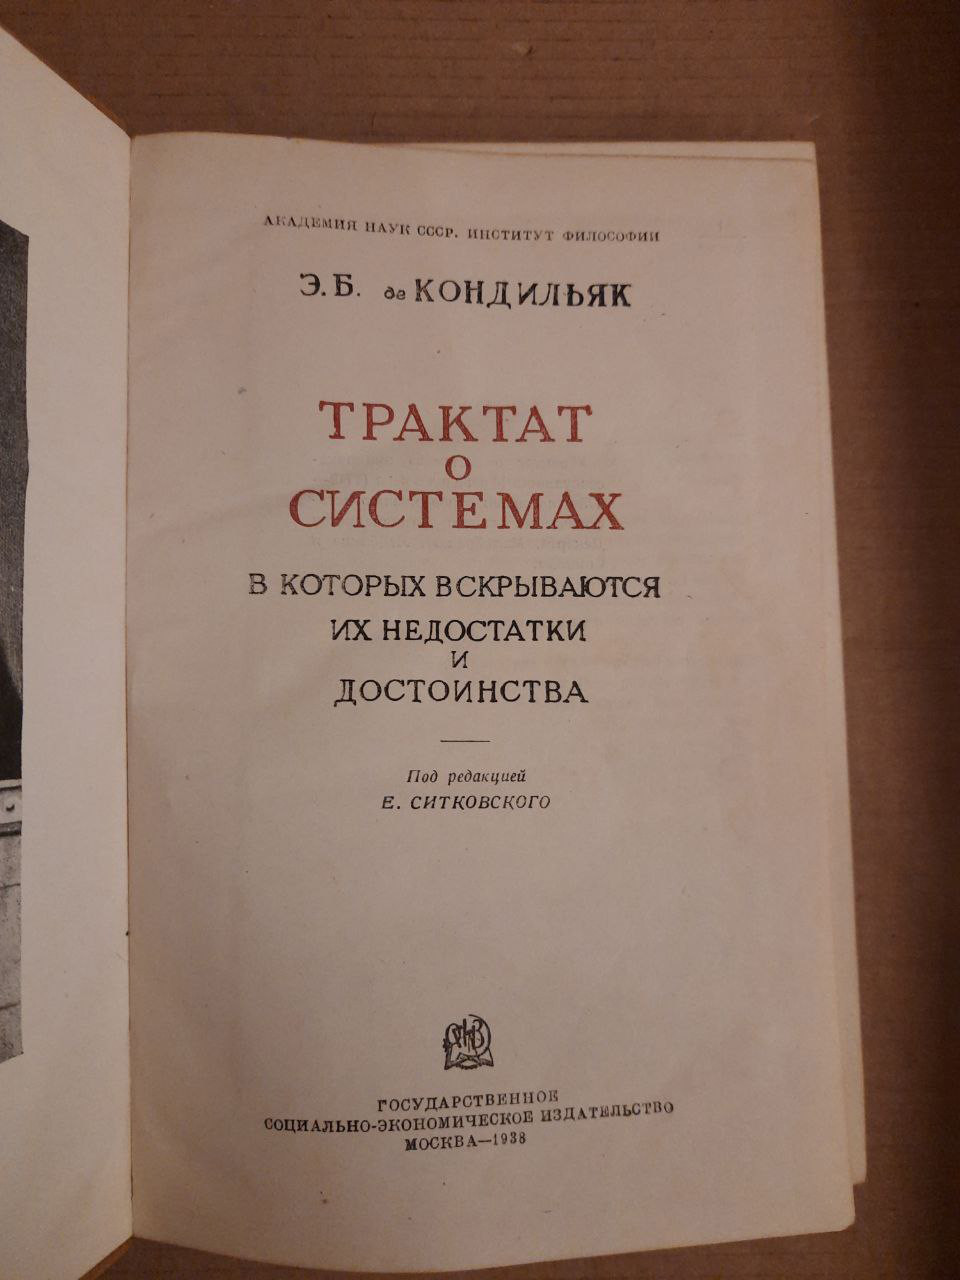 АКАДЕМИЯ НАУК СССР. ИНСТИТУТ ФИЛОСОФИИ
Э. Б. де КОНДИЛЬЯК
ТРАКТАТ
О
СИСТЕМАХ
В КОТОРЫХ ВСКРЫВАЮТСЯ
ИХ НЕДОСТАТКИ
И
ДОСТОИНСТВА
Под редакцией
Е. СИТКОВСКОГО
ГОСУДАРСТВЕННОЕ
СОЦИАЛЬНО-ЭКОНОМИЧЕСКОЕ ИЗДАТЕЛЬСТВО
МОСКВА—1938